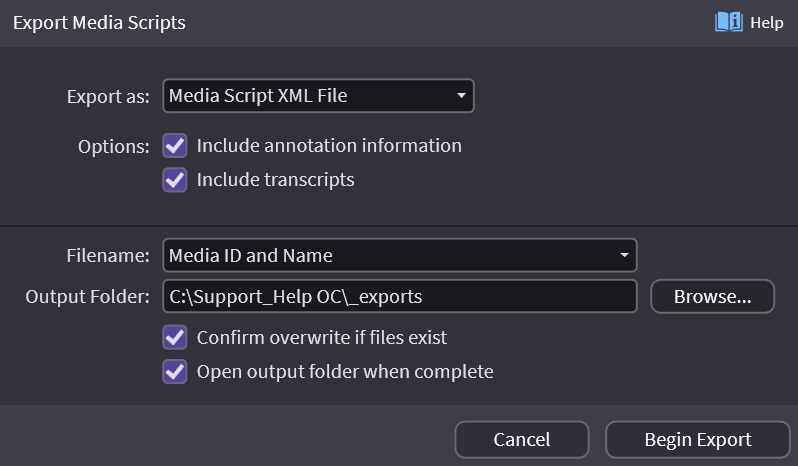 Export Media Scripts
Help
Export as: Media Script XML File
Options: Include annotation information
Include transcripts
Filename: Media ID and Name
Output Folder: C:\Support_Help OC\_exports Browse...
Confirm overwrite if files exist
Open output folder when complete
Cancel Begin Export